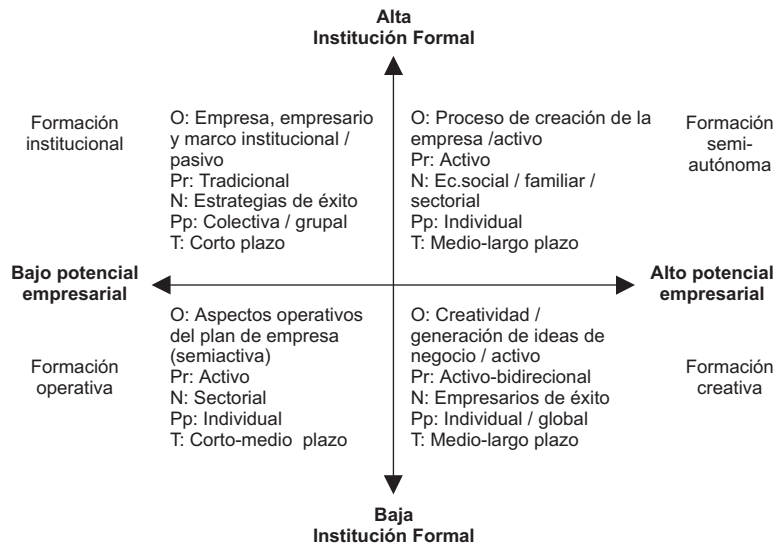 Alta
Institución Formal
Formación
institucional
O: Empresa, empresario
y marco institucional /
pasivo
Pr: Tradicional
N: Estrategias de éxito
Pp: Colectiva / grupal
T: Corto plazo
O: Proceso de creación de la
empresa /activo
Pr: Activo
N: Ec.social / familiar /
sectorial
Pp: Individual
T: Medio-largo plazo
Formación
semi-
autónoma
Bajo potencial
empresarial
Alto potencial
empresarial
Formación
operativa
O: Aspectos operativos
del plan de empresa
(semiactiva)
Pr: Activo
N: Sectorial
Pp: Individual
T: Corto-medio plazo
O: Creatividad /
generación de ideas de
negocio / activo
Pr: Activo-bidirecional
N: Empresarios de éxito
Pp: Individual / global
T: Medio-largo plazo
Formación
creativa
Baja
Institución Formal